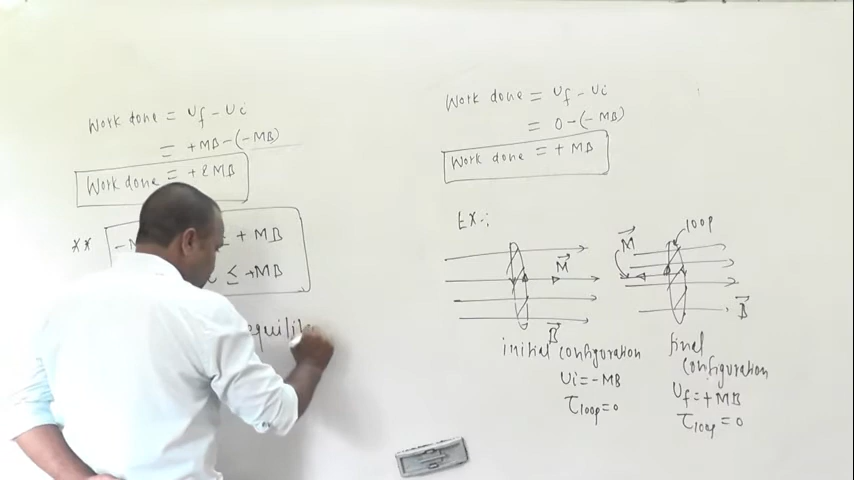 Work done = Uf - Ui
= +MB-(-MB)
Work done = +2MB
** -M ≤ +MB
≤ +MB
equilib
Work done = Uf - Ui
= 0-(-MB)
Work done = + MB
EX:
M⃗
B⃗
initial configuration
Ui = -MB
τloop = 0
loop
M⃗
B⃗
final
configuration
Uf = +MB
τloop = 0